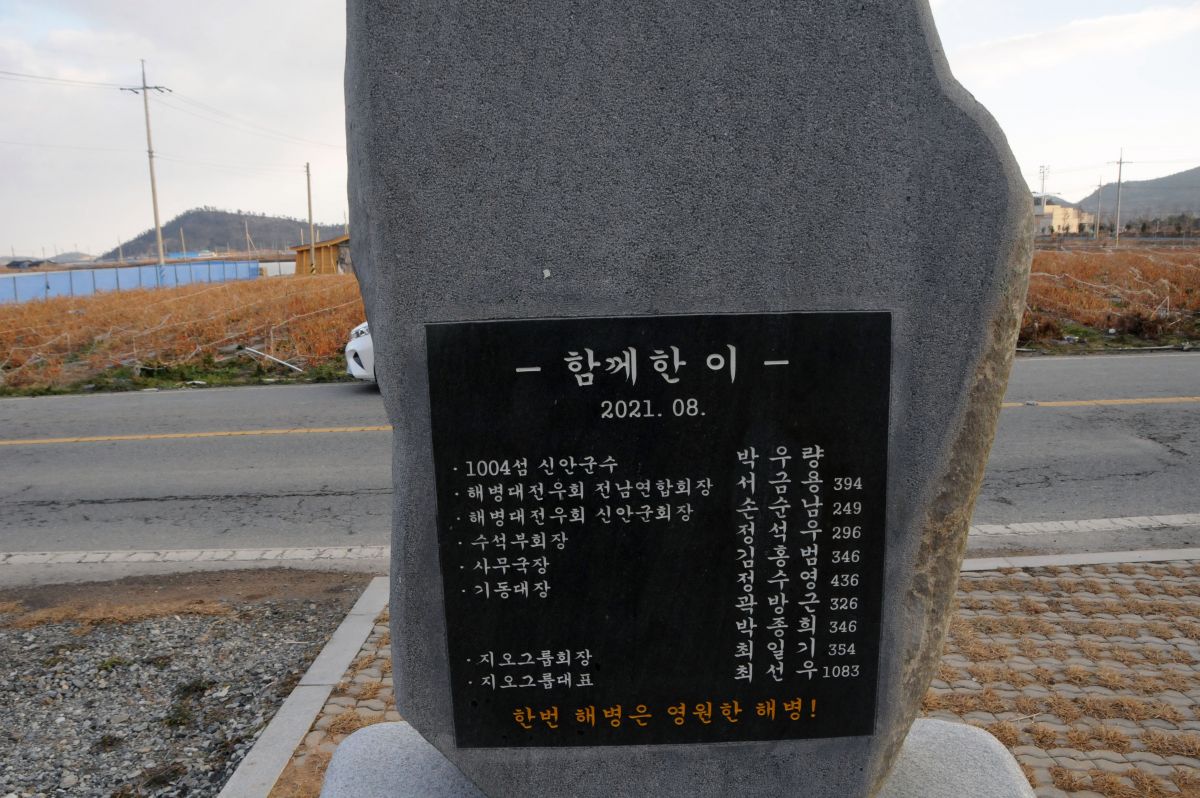 - 함께한 이 -
2021. 08.
· 1004섬 신안군수 박우량
· 해병대전우회 전남연합회장 서금용 394
· 해병대전우회 신안군회장 손순남 249
· 수석부회장 정석우 296
· 사무국장 김흥범 346
· 기동대장 정수영 436
곽방근 326
박종희 346
· 지오그룹회장 최일기 354
· 지오그룹대표 최선우 1083
한번 해병은 영원한 해병!